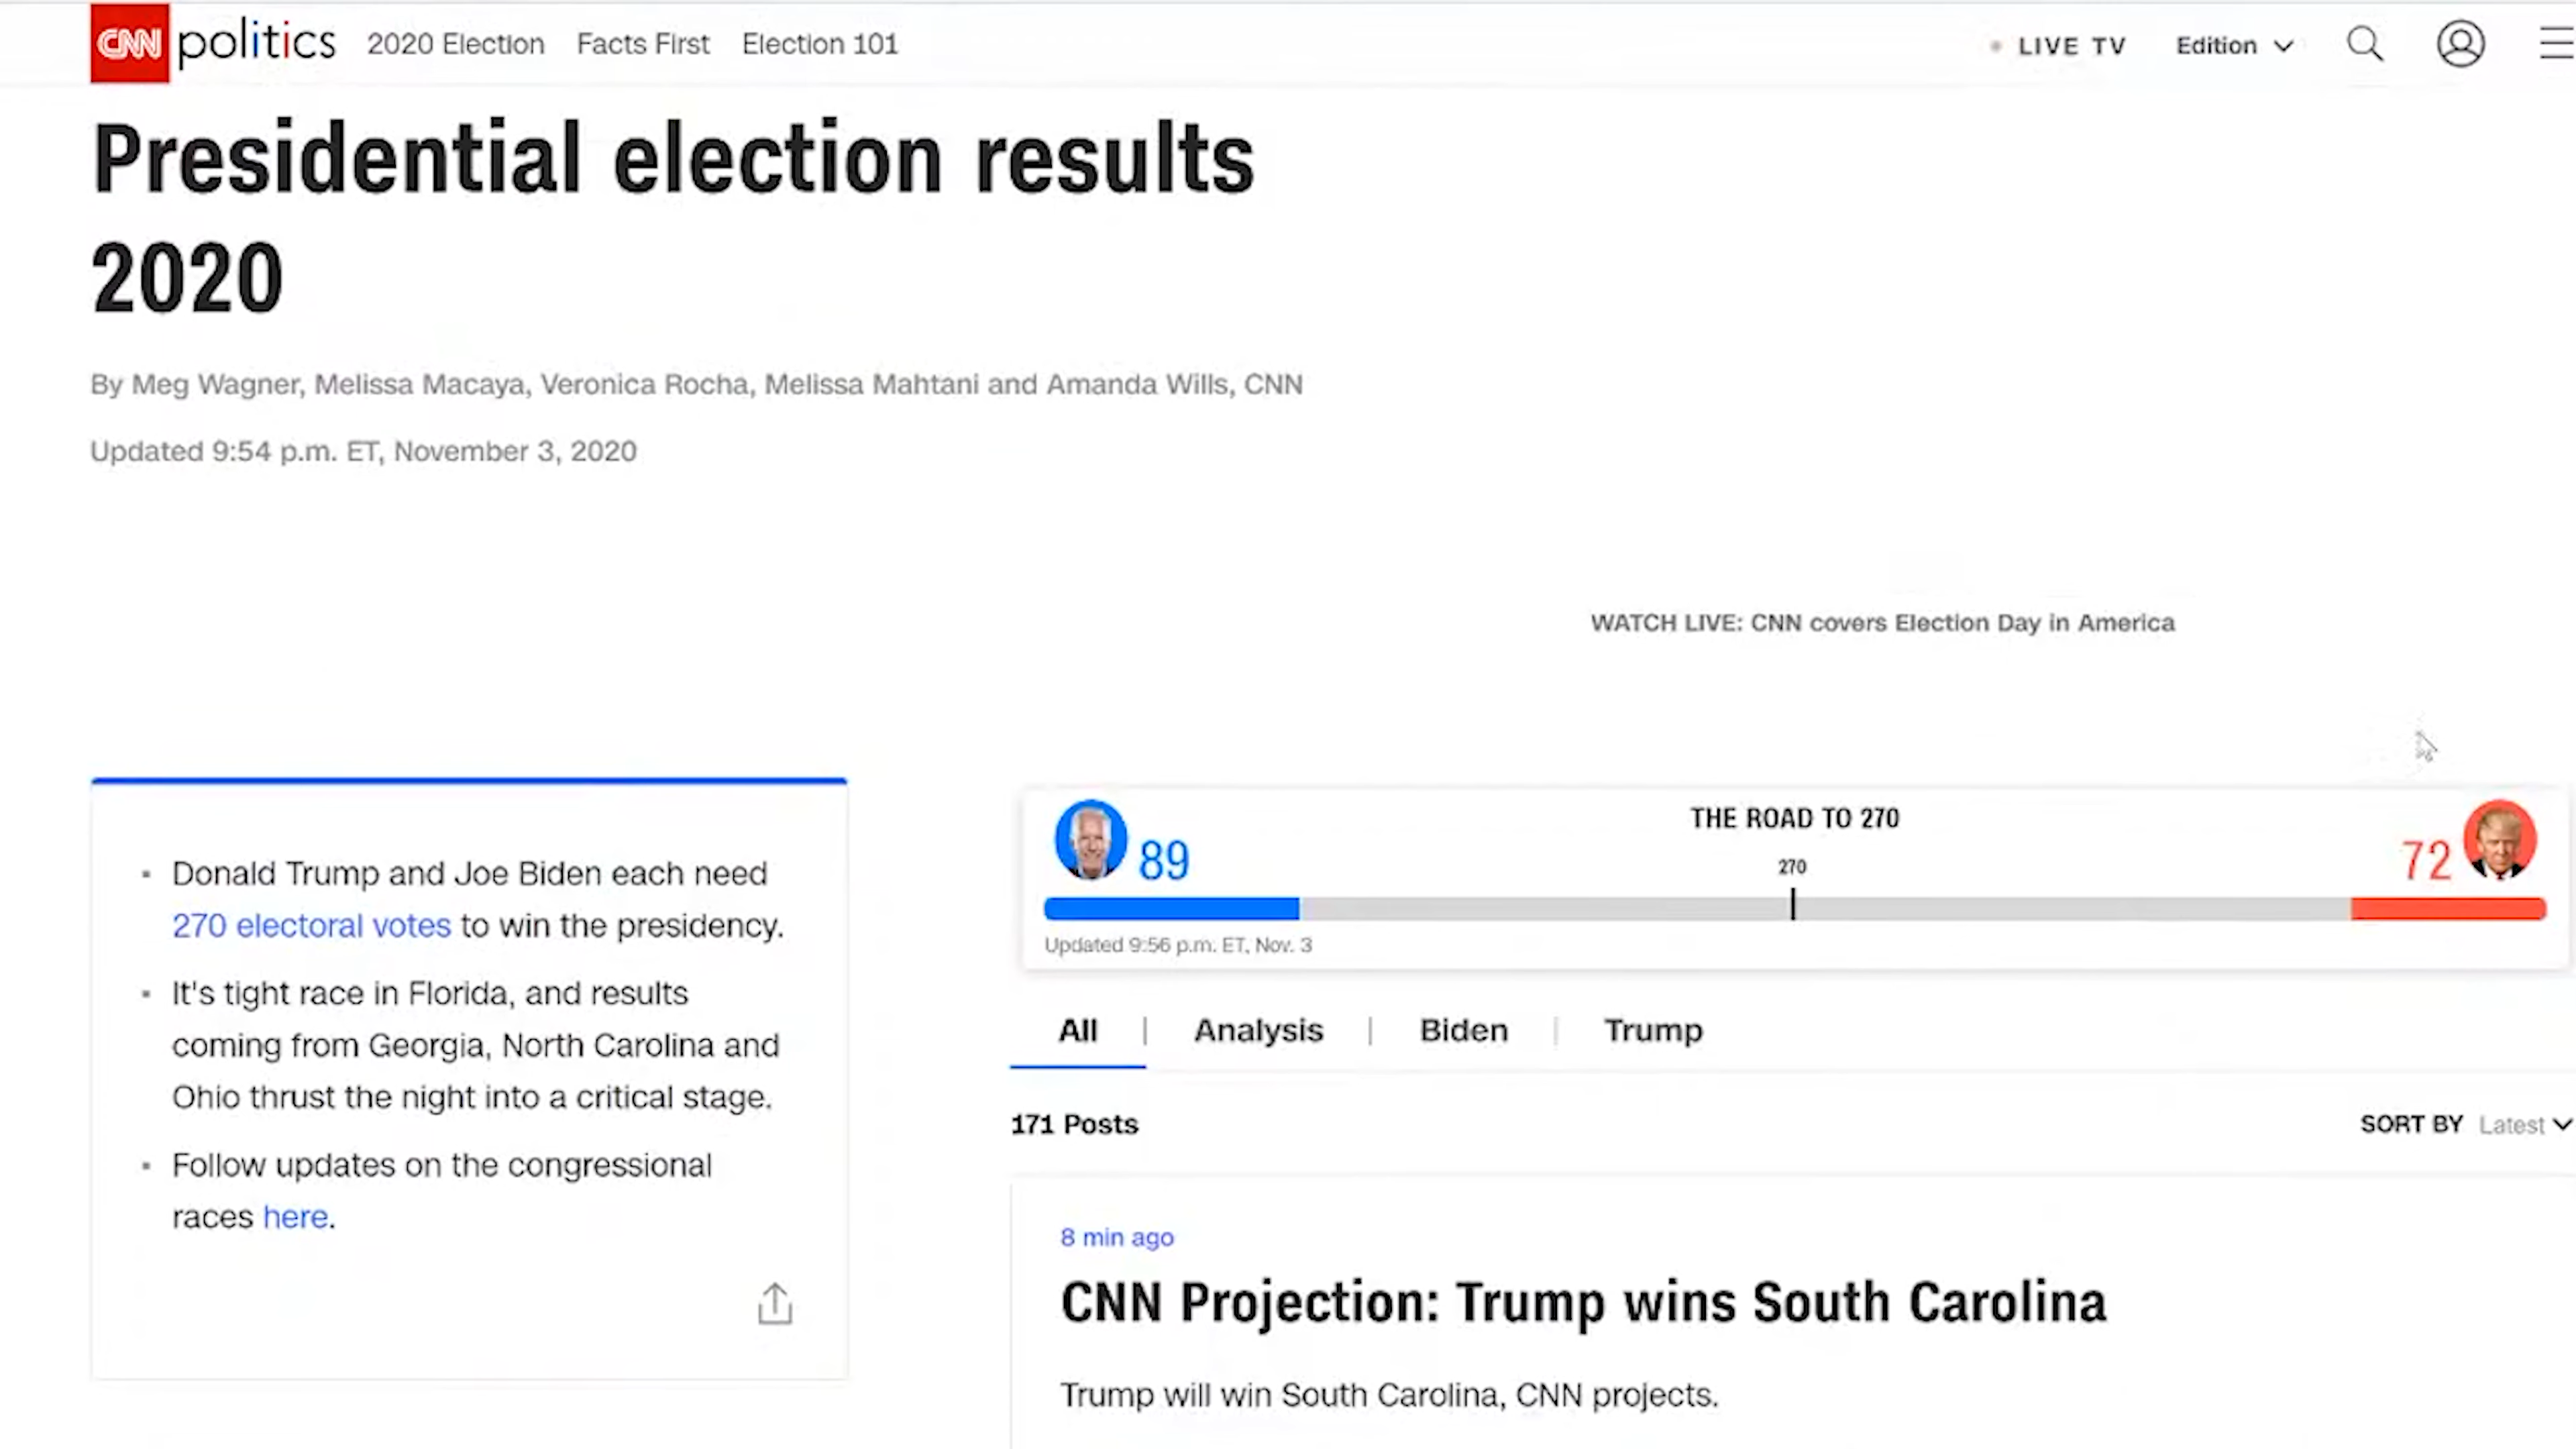 CNN politics 2020 Election Facts First Election 101 LIVE TV Edition
Presidential election results
2020
By Meg Wagner, Melissa Macaya, Veronica Rocha, Melissa Mahtani and Amanda Wills, CNN
Updated 9:54 p.m. ET, November 3, 2020
WATCH LIVE: CNN covers Election Day in America
Donald Trump and Joe Biden each need
270 electoral votes to win the presidency.
It's tight race in Florida, and results
coming from Georgia, North Carolina and
Ohio thrust the night into a critical stage.
Follow updates on the congressional
races here.
THE ROAD TO 270
89
270
72
Updated 9:56 p.m. ET, Nov. 3
All | Analysis | Biden | Trump
171 Posts
SORT BY Latest
8 min ago
CNN Projection: Trump wins South Carolina
Trump will win South Carolina, CNN projects.